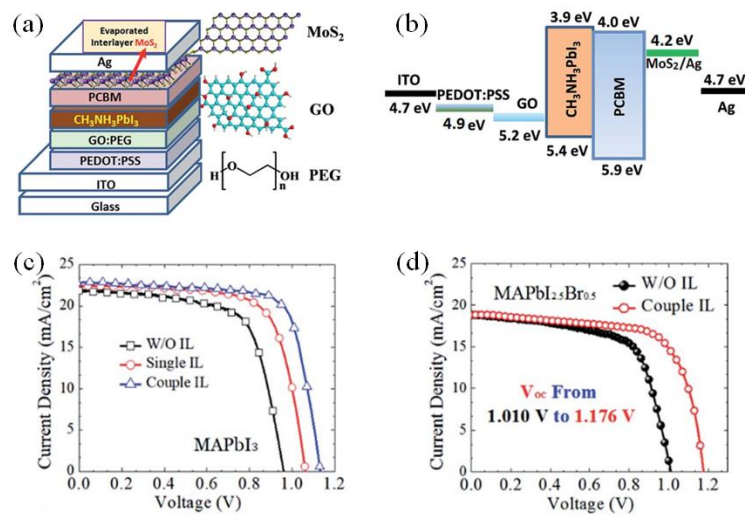 (a)
Evaporated
Interlayer MoS₂
Ag
PCBM
CH₃NH₃PbI₃
GO:PEG
PEDOT:PSS
ITO
Glass
MoS₂
GO
H O n OH PEG
(b)
3.9 eV
4.0 eV
4.2 eV
MoS₂/Ag
ITO
4.7 eV
PEDOT:PSS
4.9 eV
GO
5.2 eV
CH₃NH₃PbI₃
PCBM
4.7 eV
Ag
5.4 eV
5.9 eV
(c)
Current Density (mA/cm²)
25
20
15
10
5
0
W/O IL
Single IL
Couple IL
MAPbI₃
0.0 0.2 0.4 0.6 0.8 1.0 1.2
Voltage (V)
(d)
Current Density (mA/cm²)
25
20
15
10
5
0
MAPbI₂.₅Br₀.₅
W/O IL
Couple IL
Voc From
1.010 V to 1.176 V
0.0 0.2 0.4 0.6 0.8 1.0 1.2
Voltage (V)